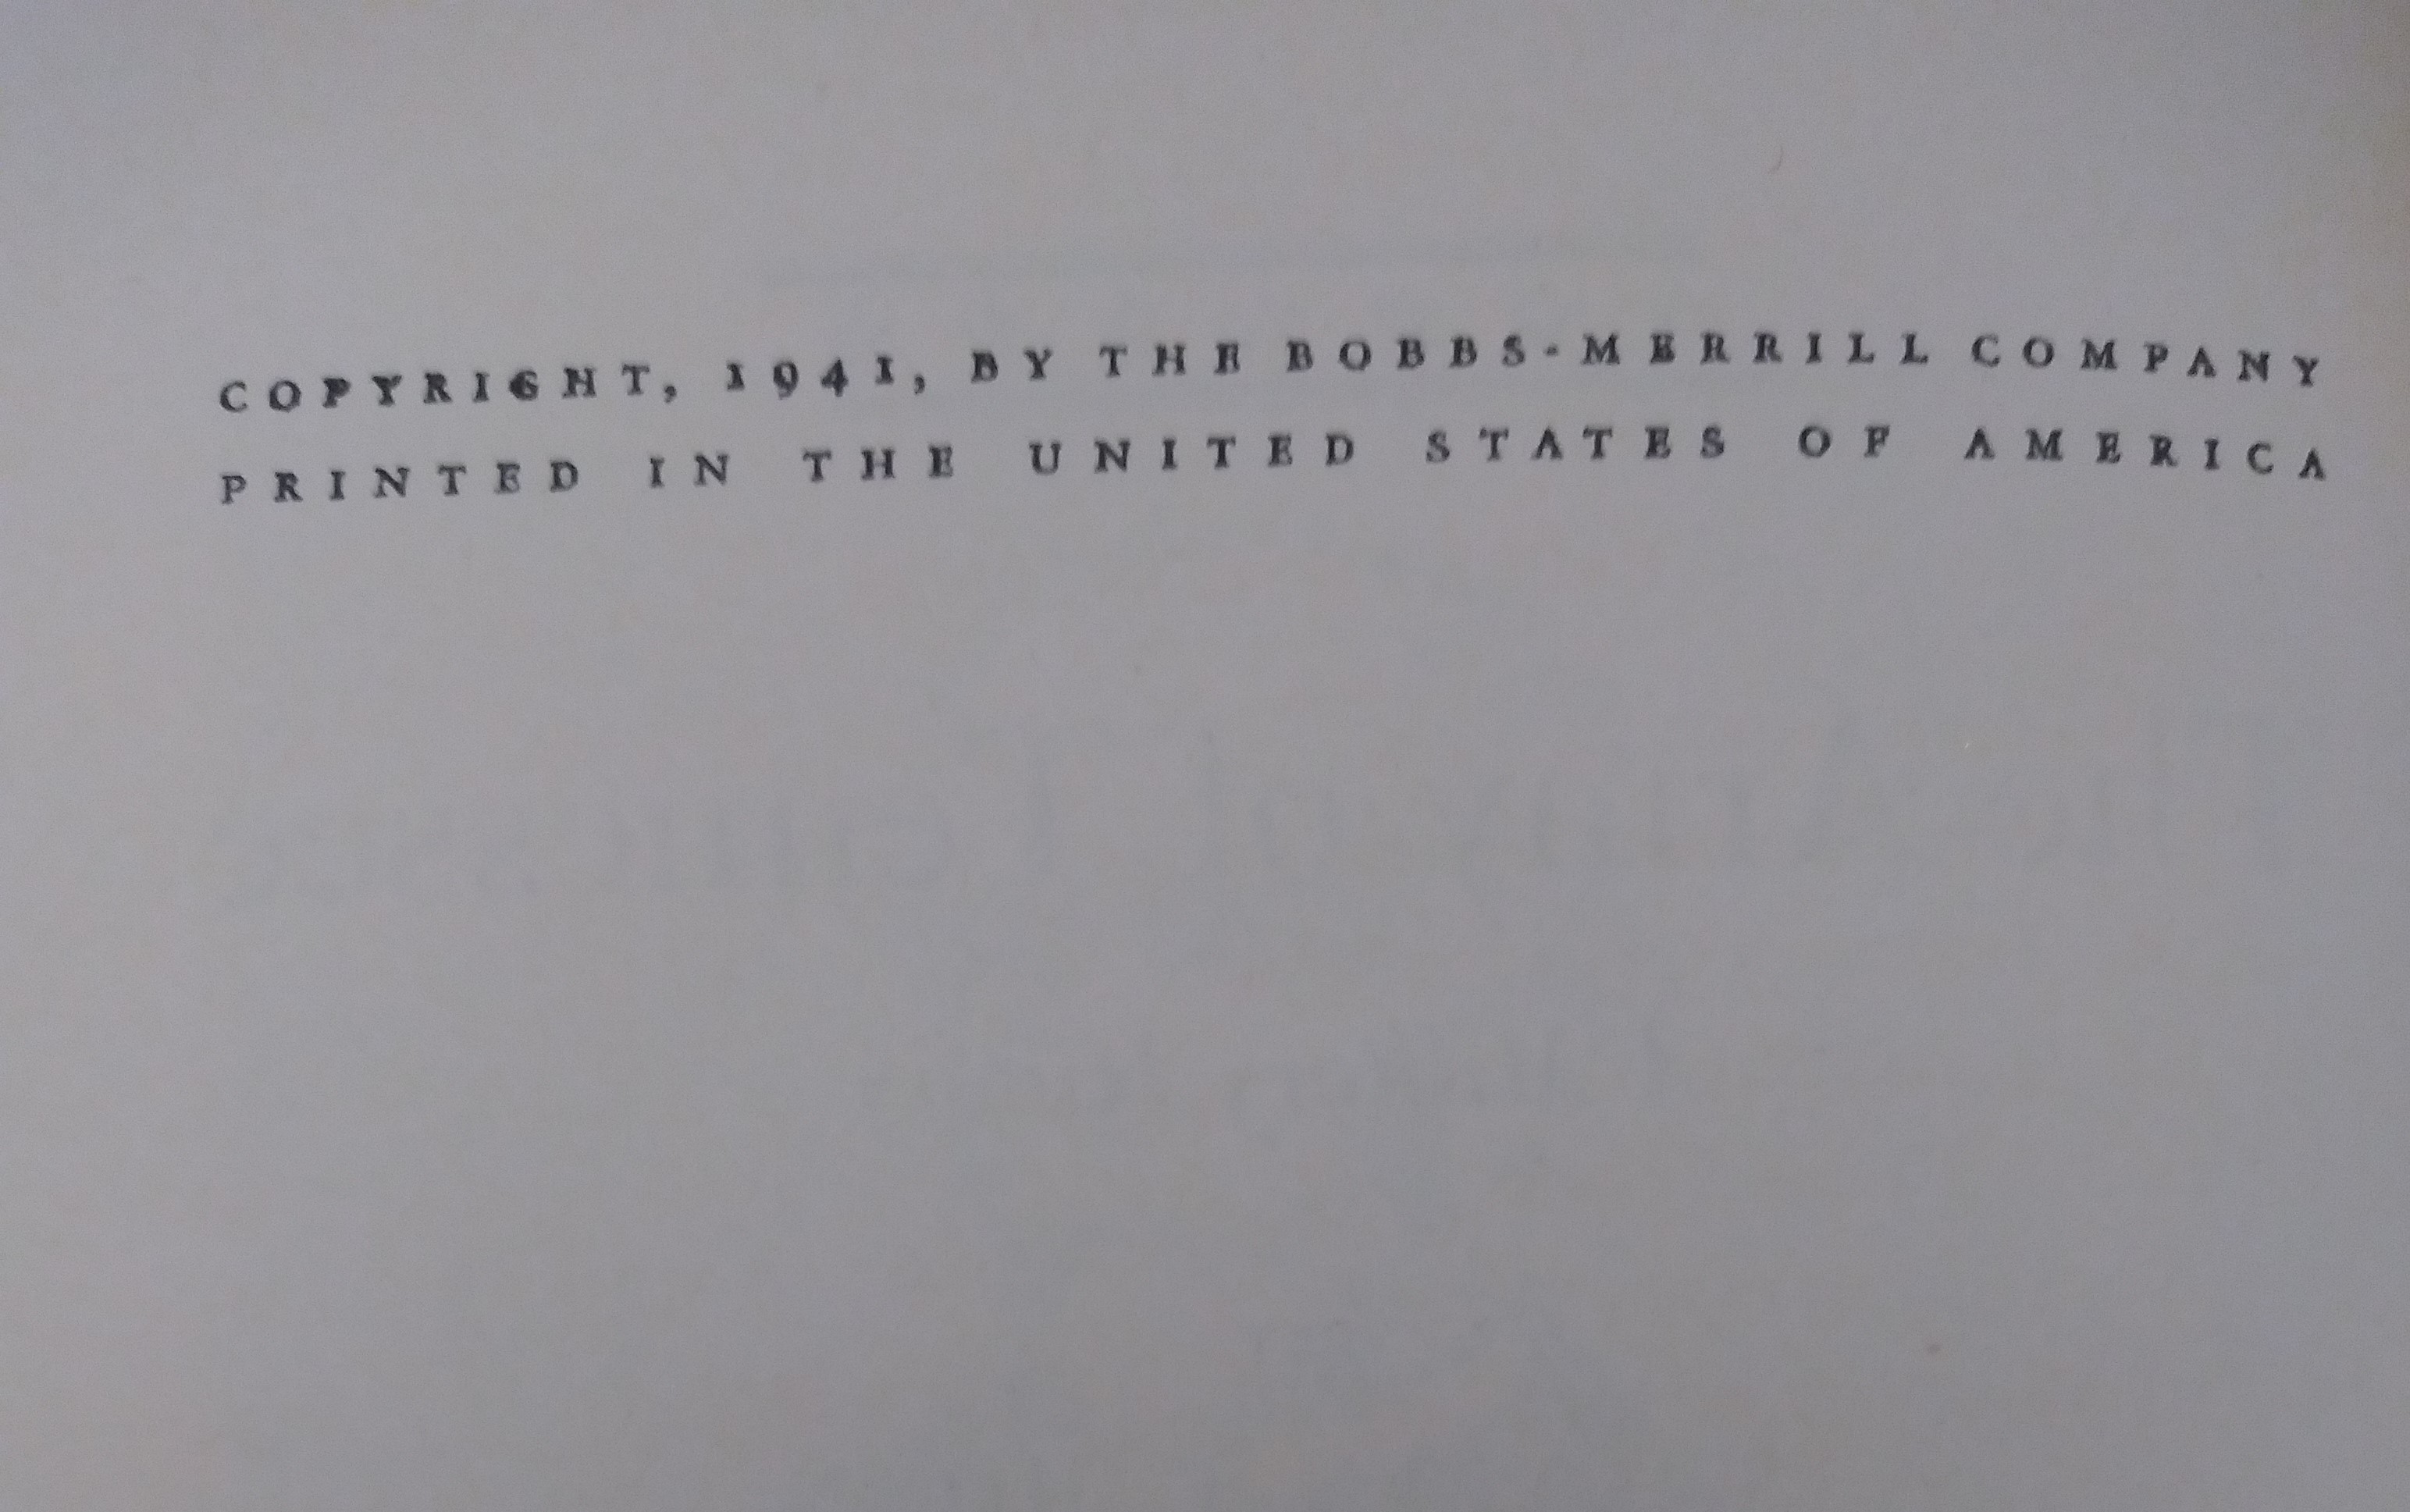 COPYRIGHT, 1941, BY THE BOBBS-MERRILL COMPANY
PRINTED IN THE UNITED STATES OF AMERICA